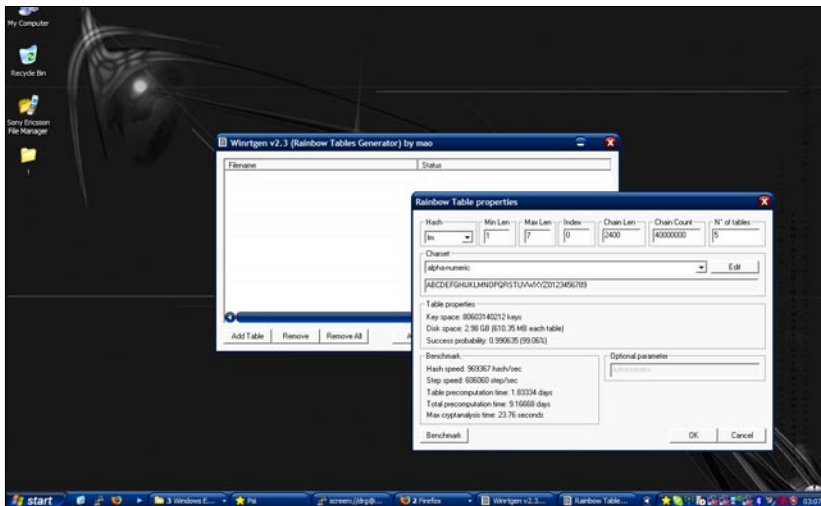 My Computer
Recycle Bin
Sony Ericsson
File Manager
!
Winrtgen v2.3 (Rainbow Tables Generator) by mao
Filename
Status
Add Table
Remove
Remove All
Rainbow Table properties
Hash
Min Len
Max Len
Index
Chain Len
Chain Count
N° of tables
lm
1
7
0
2400
40000000
5
Charset
alpha-numeric
Edit
ABCDEFGHIJKLMNOPQRSTUVWXYZ0123456789
Table properties
Key space: 80603140212 keys
Disk space: 2.98 GB (610.35 MB each table)
Success probability: 0.990635 (99.06%)
Benchmark
Optional parameter
Hash speed: 969367 hash/sec
Administrator
Step speed: 606060 step/sec
Table precomputation time: 1.83334 days
Total precomputation time: 9.16668 days
Max cryptanalysis time: 23.76 seconds
Benchmark
OK
Cancel
start
3 Windows E...
Psi
screen://drp@...
2 Firefox
Winrtgen v2.3...
Rainbow Table...
03:07